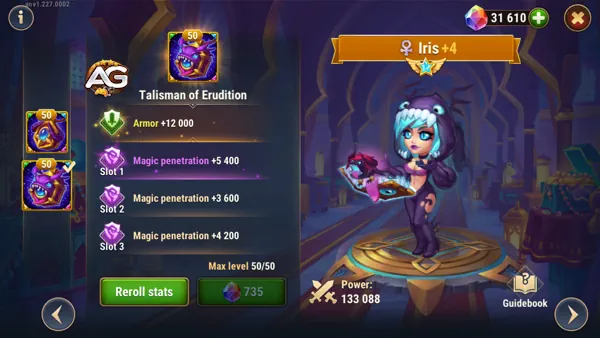 env1.227.0002
31 610
Iris +4
50
AG
Talisman of Erudition
Armor +12 000
50
Magic penetration +5 400
Slot 1
50
Magic penetration +3 600
Slot 2
Magic penetration +4 200
Slot 3
Max level 50/50
Reroll stats
735
Power:
133 088
Guidebook